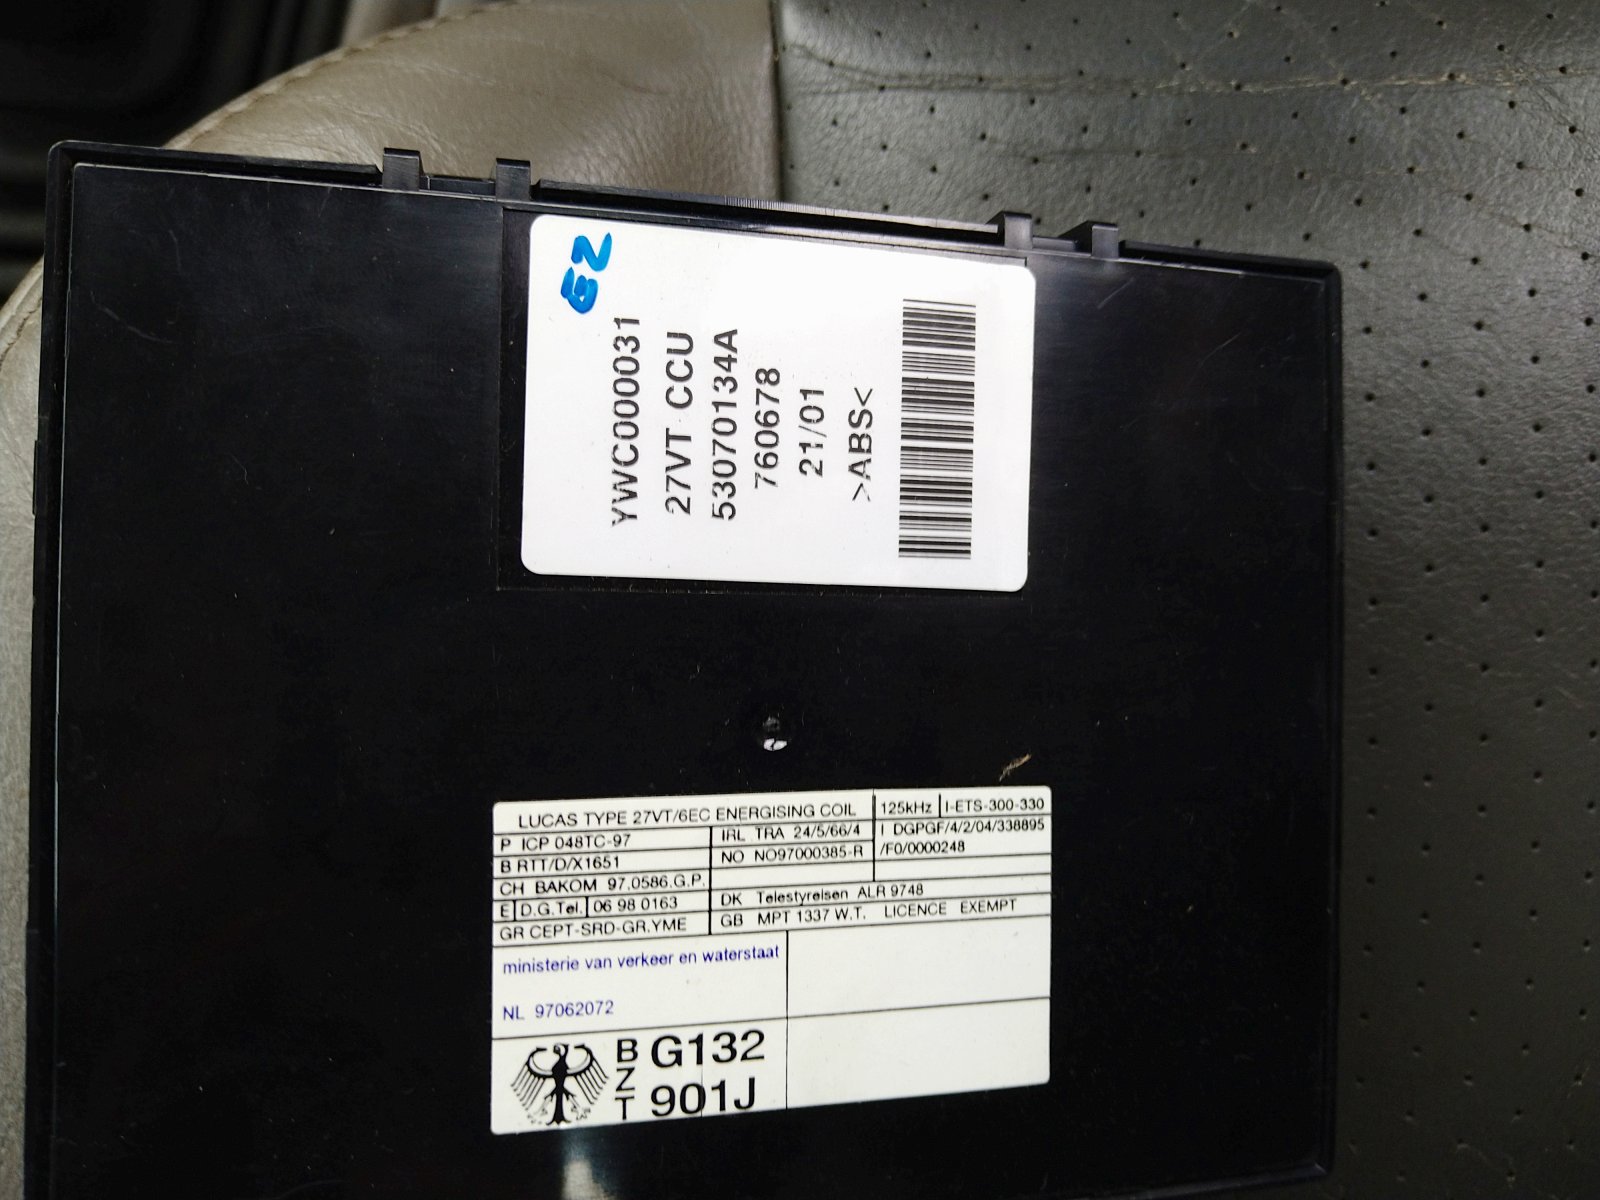 EZ
YWC000031
27VT CCU
53070134A
760678
21/01
>ABS<
LUCAS TYPE 27VT/6EC ENERGISING COIL 125kHz I-ETS-300-330
P ICP 048TC-97 IRL TRA 24/5/66/4 I DGPGF/4/2/04/338895
B RTT/D/X1651 NO NO97000385-R /F0/0000248
CH BAKOM 97.0586.G.P.
E D.G.Tel. 06 98 0163 DK Telestyrelsen ALR 9748
GR CEPT-SRD-GR.YME GB MPT 1337 W.T. LICENCE EXEMPT
ministerie van verkeer en waterstaat
NL 97062072
BZT G132
901J